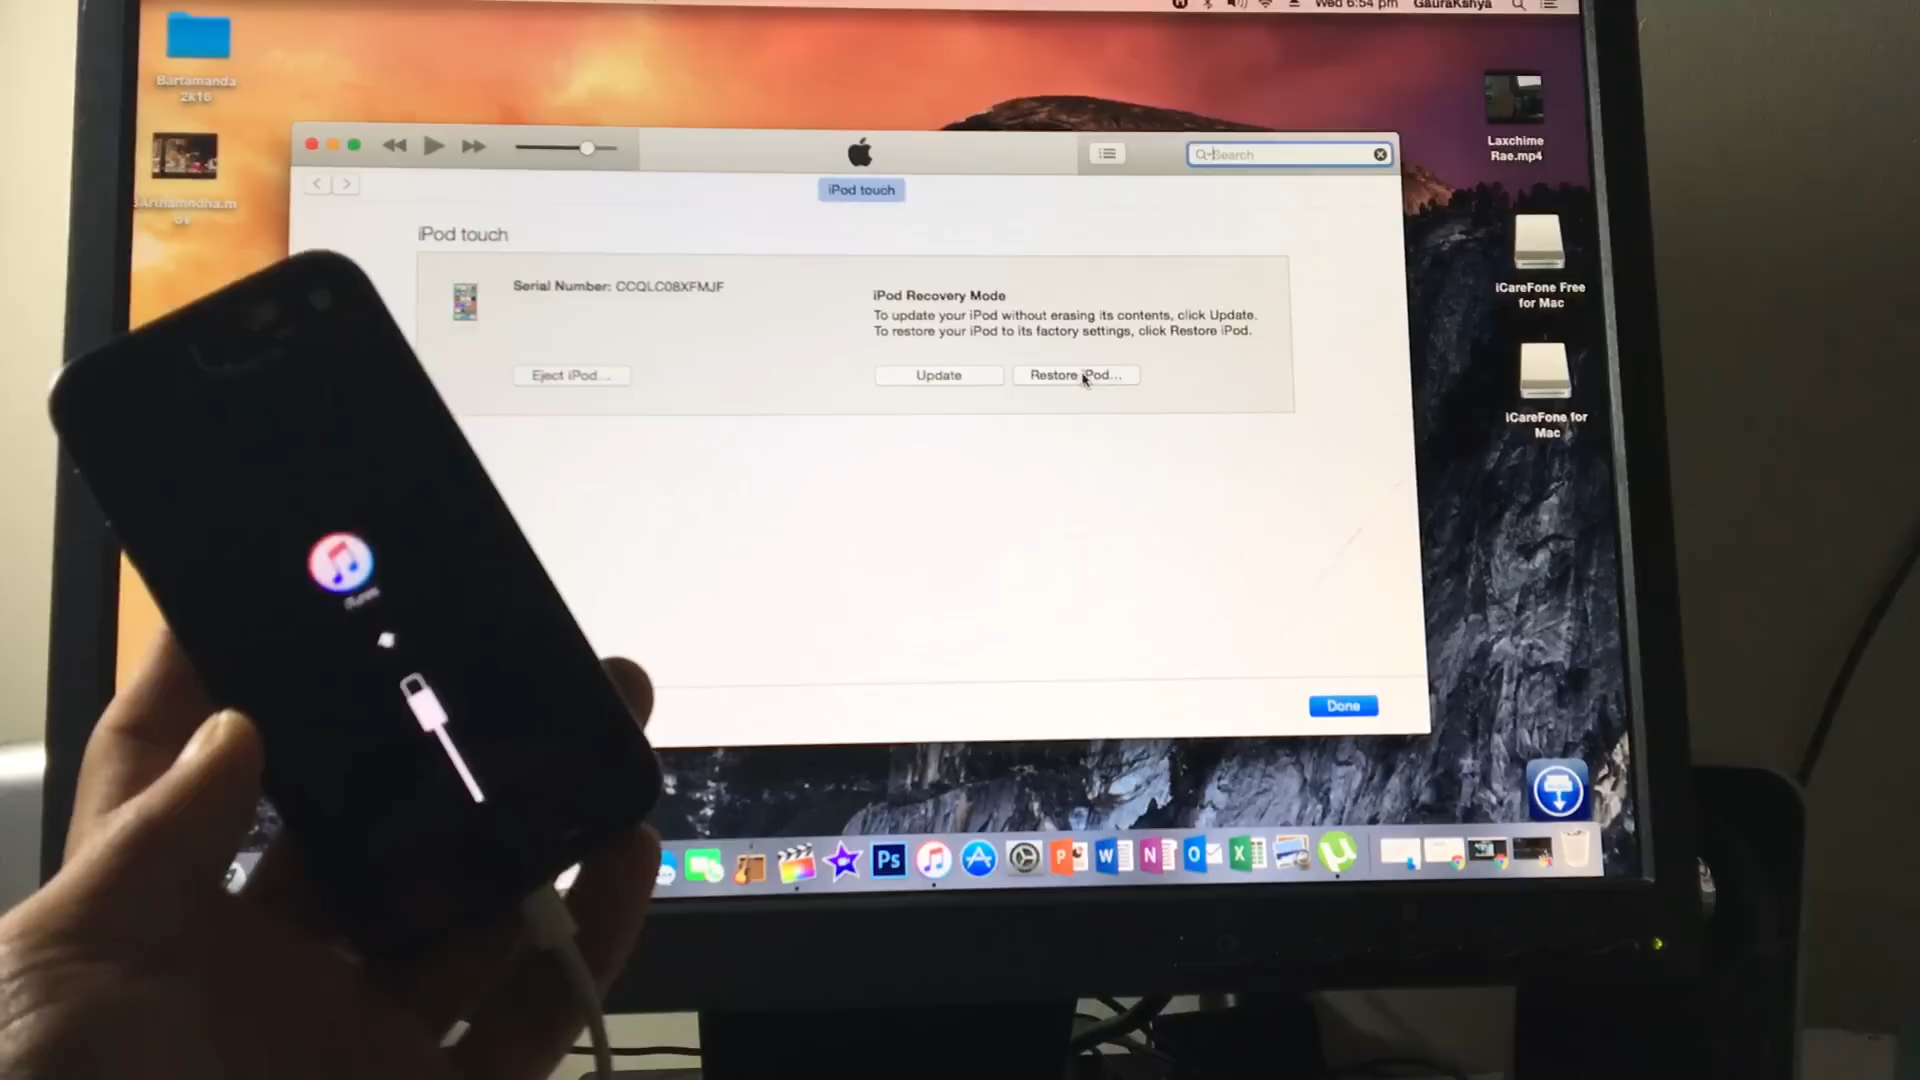 Wed 6:54 pm GauraKshya
Bartamanda
2k16
Laxchime
Rae.mp4
Search
iPod touch
iPod touch
Serial Number: CCQLC08XFMJF
iPod Recovery Mode
To update your iPod without erasing its contents, click Update.
To restore your iPod to its factory settings, click Restore iPod.
Eject iPod...
Update
Restore iPod...
iCareFone Free
for Mac
iCareFone for
Mac
iTunes
Done
Ps
P
W
N
O
X